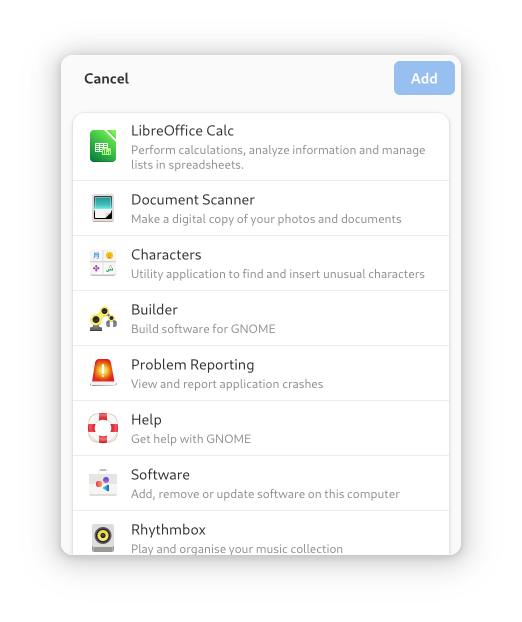 Cancel
Add
LibreOffice Calc
Perform calculations, analyze information and manage
lists in spreadsheets.
Document Scanner
Make a digital copy of your photos and documents
Characters
Utility application to find and insert unusual characters
Builder
Build software for GNOME
Problem Reporting
View and report application crashes
Help
Get help with GNOME
Software
Add, remove or update software on this computer
Rhythmbox
Play and organise your music collection